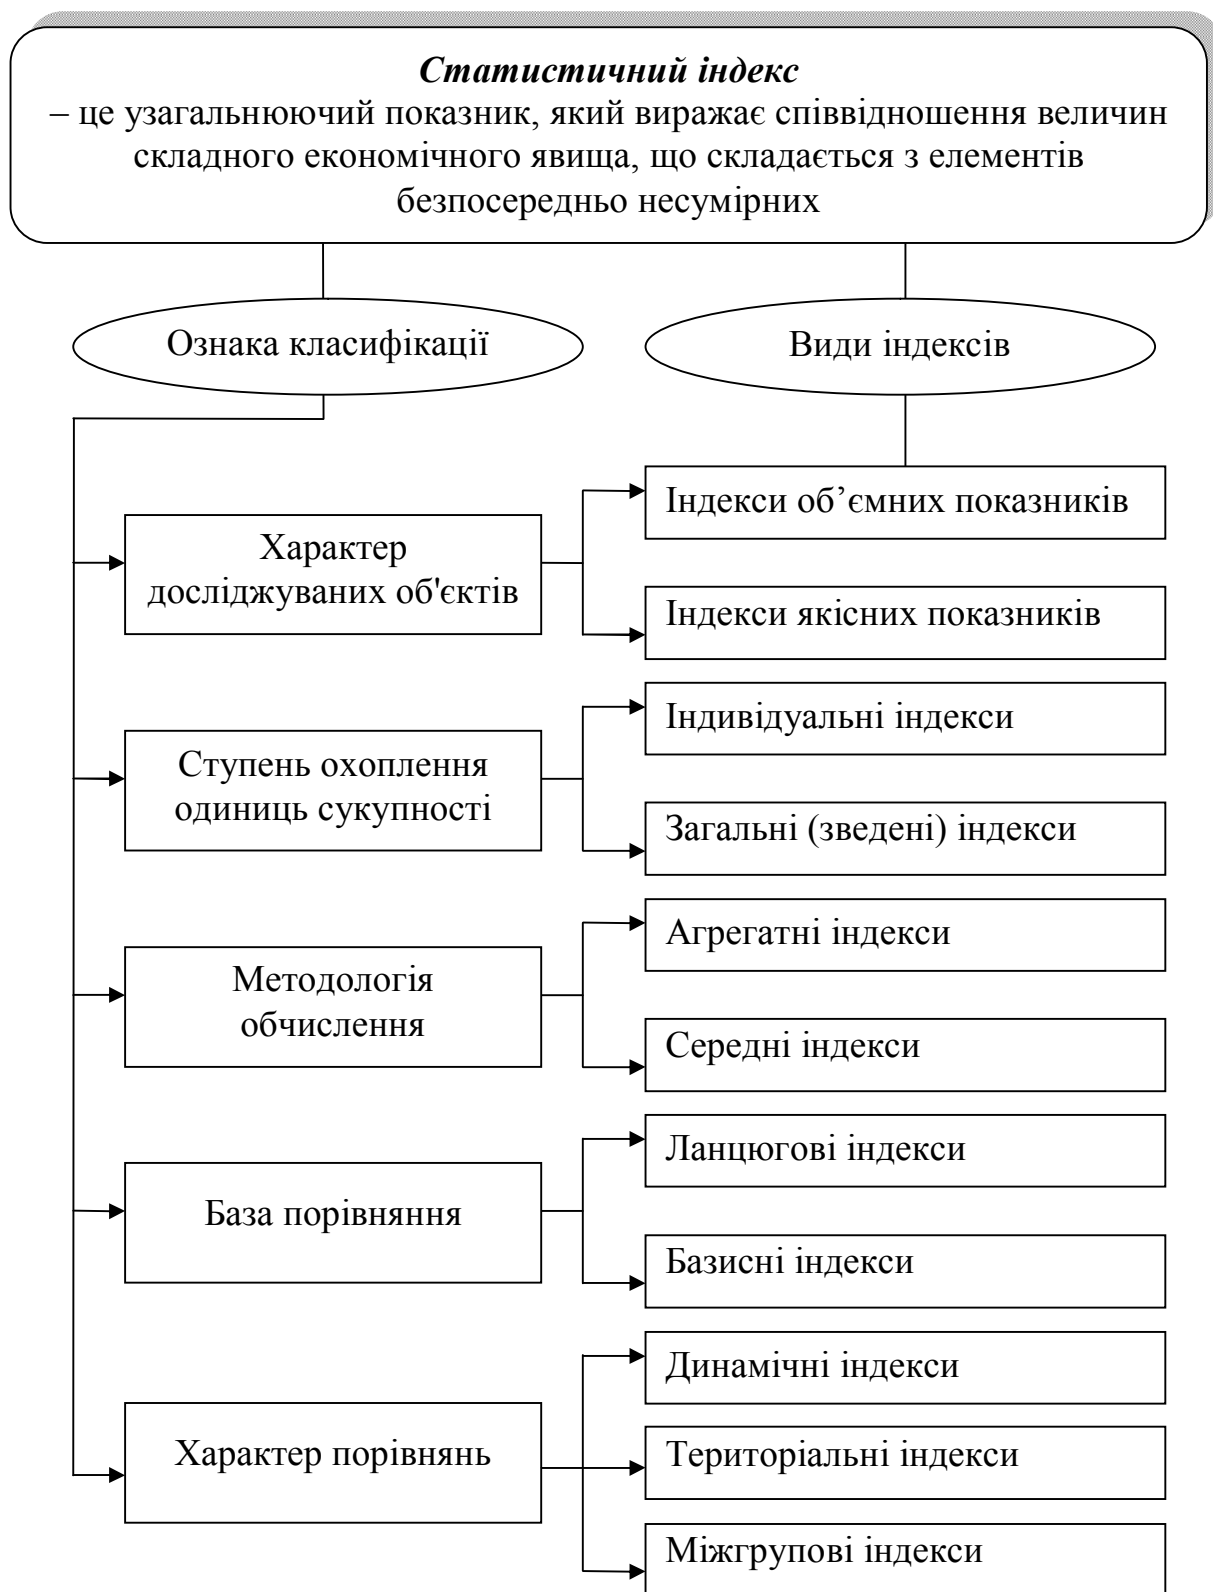 Статистичний індекс
– це узагальнюючий показник, який виражає співвідношення величин
складного економічного явища, що складається з елементів
безпосередньо несумірних
Ознака класифікації
Види індексів
Характер
досліджуваних об'єктів
Індекси об’ємних показників
Індекси якісних показників
Ступень охоплення
одиниць сукупності
Індивідуальні індекси
Загальні (зведені) індекси
Методологія
обчислення
Агрегатні індекси
Середні індекси
База порівняння
Ланцюгові індекси
Базисні індекси
Характер порівнянь
Динамічні індекси
Територіальні індекси
Міжгрупові індекси